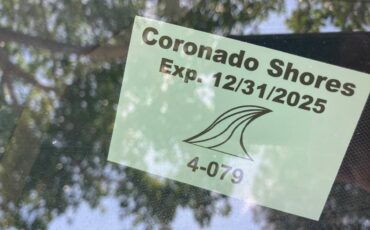 Coronado Shores
Exp. 12/31/2025
4-079